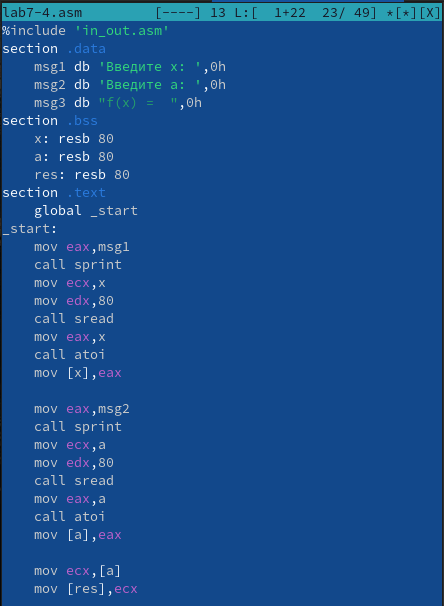 lab7-4.asm [----] 13 L:[ 1+22 23/ 49] *[*][X]
%include 'in_out.asm'
section .data
msg1 db 'Введите x: ',0h
msg2 db 'Введите a: ',0h
msg3 db "f(x) =  ",0h
section .bss
x: resb 80
a: resb 80
res: resb 80
section .text
global _start
_start:
mov eax,msg1
call sprint
mov ecx,x
mov edx,80
call sread
mov eax,x
call atoi
mov [x],eax
mov eax,msg2
call sprint
mov ecx,a
mov edx,80
call sread
mov eax,a
call atoi
mov [a],eax
mov ecx,[a]
mov [res],ecx